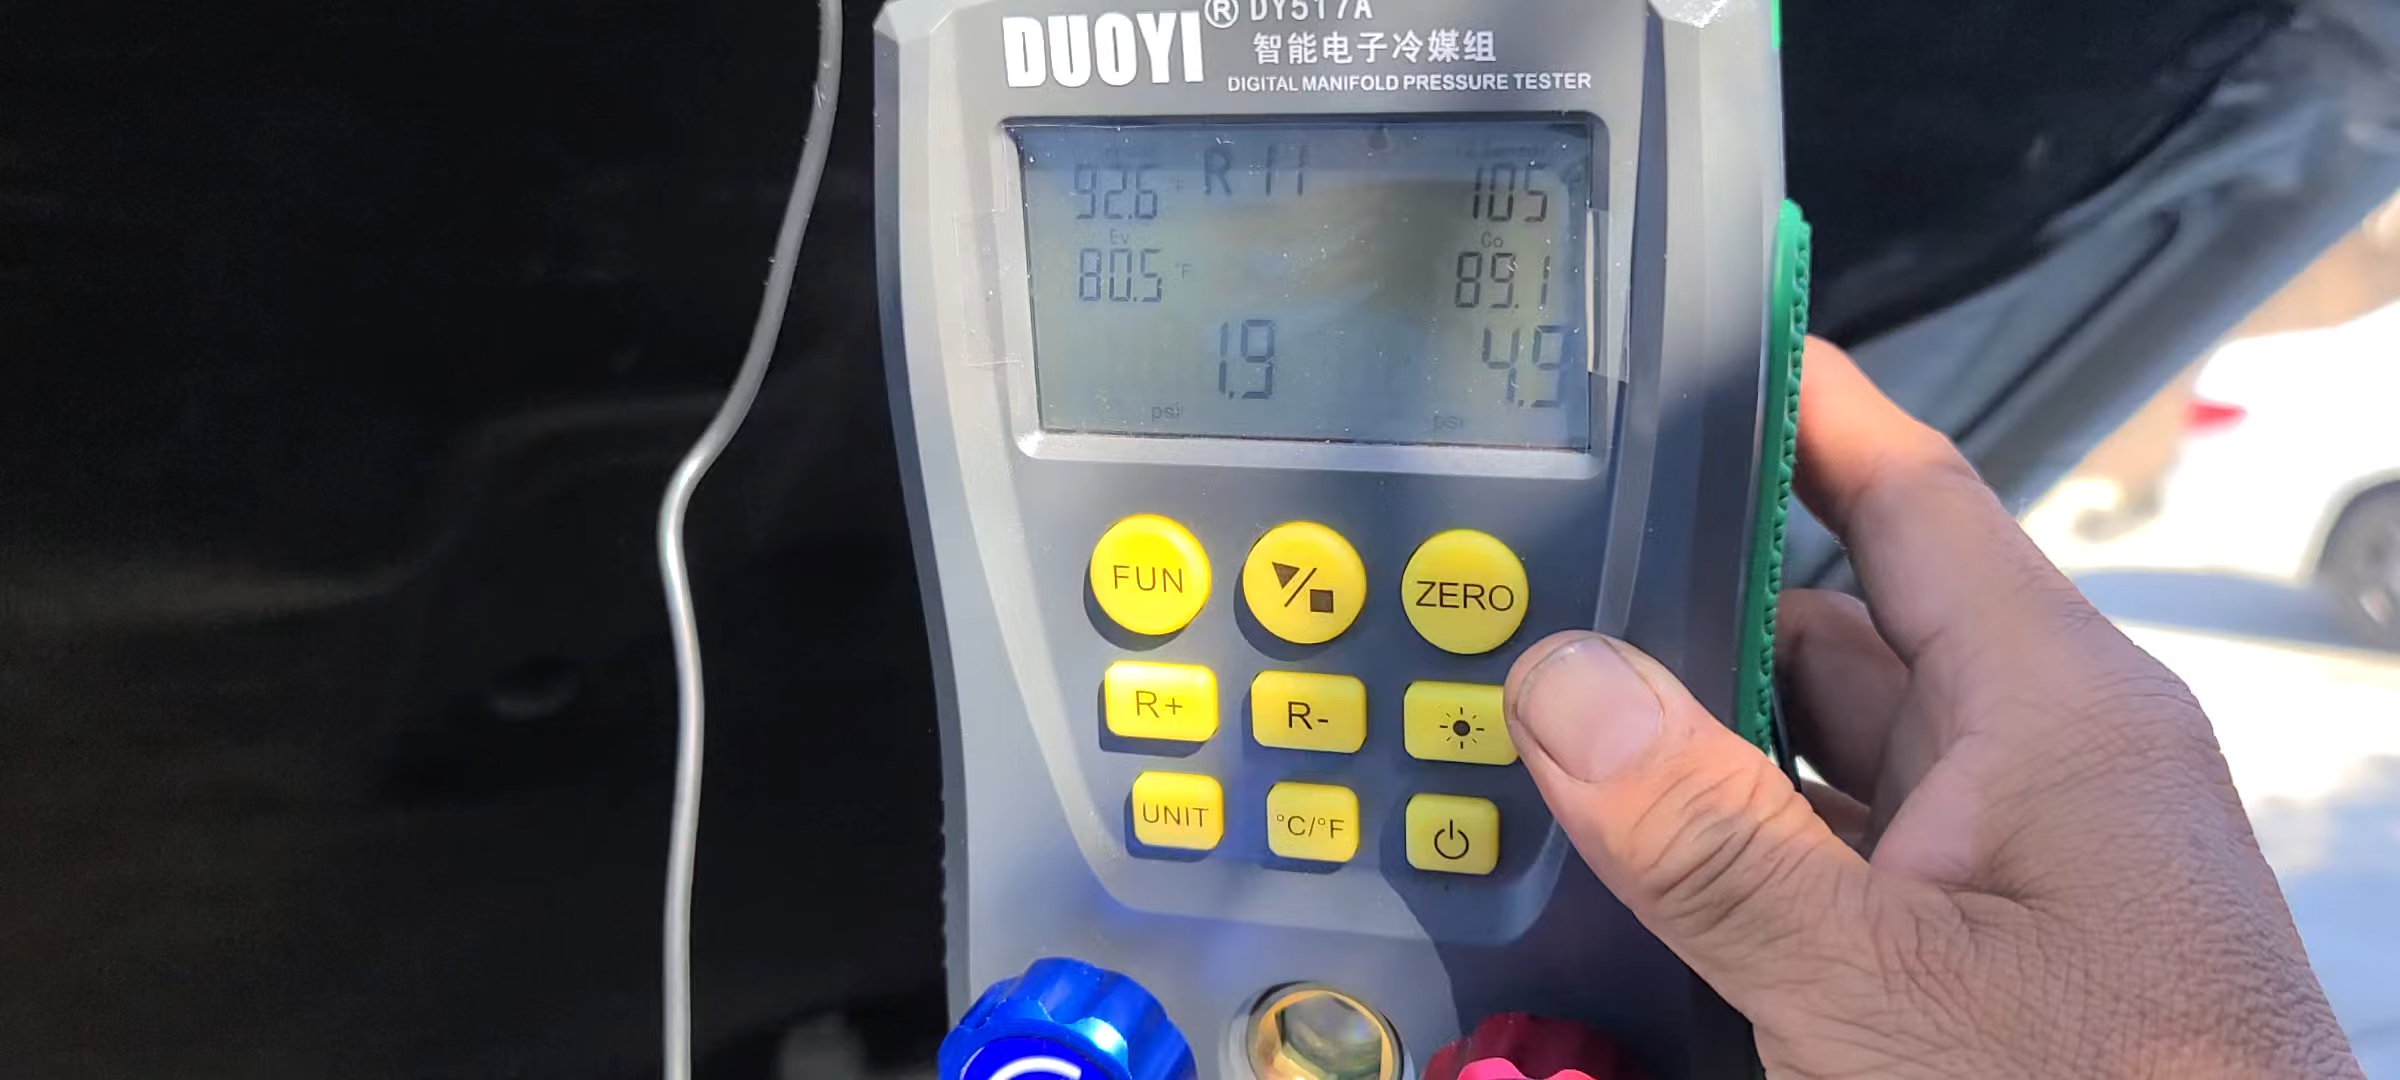 DUOYI® DY517A
智能电子冷媒组
DIGITAL MANIFOLD PRESSURE TESTER
92.6 °F R 11 105
Ev Co
80.5 °F 89.1
1.9 4.9
psi psi
FUN ZERO
R+ R-
UNIT °C/°F